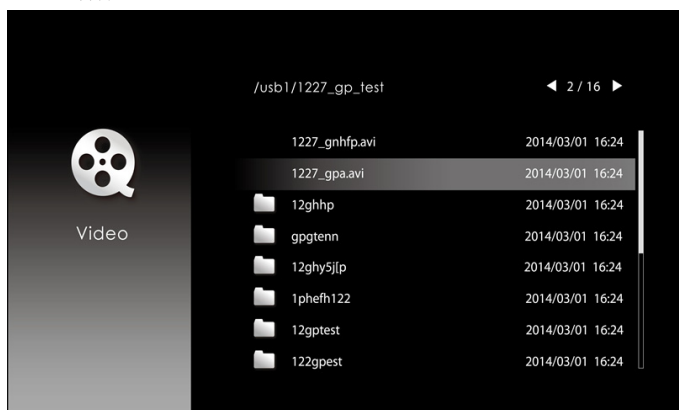 /usb1/1227_gp_test ◀ 2 / 16 ▶
1227_gnhfp.avi 2014/03/01 16:24
1227_gpa.avi 2014/03/01 16:24
12ghhp 2014/03/01 16:24
Video
gpgtenn 2014/03/01 16:24
12ghy5j[p 2014/03/01 16:24
1phefh122 2014/03/01 16:24
12gptest 2014/03/01 16:24
122gpest 2014/03/01 16:24